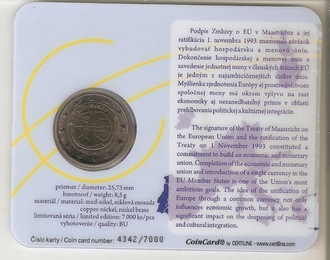 Podpis Zmluvy o EÚ v Maastrichte a jej
ratifikácia 1. novembra 1993 znamenali záväzok
vybudovať hospodársku a menovú úniu.
Dokončenie hospodárskej a menovej únie a
zavedenie jednotnej meny v členských štátoch EÚ
je jedným z najambicióznejších cieľov únie.
Myšlienka zjednotenia Európy aj prostredníctvom
spoločnej meny má okrem vplyvu na rast
ekonomiky aj nezanedbateľný prínos v oblasti
prehlbovania politickej a kultúrnej integrácie.
The signature of the Treaty of Maastricht on
the European Union and the ratification of the
Treaty on 1 November 1993 constituted a
commitment to build an economic and monetary
union. Completion of the economic and monetary
union and introduction of a single currency in the
EU Member States is one of Union's most
ambitious goals. The idea of the unification of
Europe through a common currency not only
influences economic growth, but it also has a
significant impact on the deepening of political
and cultural integration.
priemer / diameter: 25,75 mm
hmotnosť / weight: 8,5 g
materiál / material: meď-nikel, niklová mosadz
copper-nickel, nickel brass
limitovaná séria / limited edition: 7 000 ks/pcs
vyhotovenie / quality: BU
Číslo karty / Coin card number: 4342/7000
CoinCard® by CERTILINE - www.certiline.com